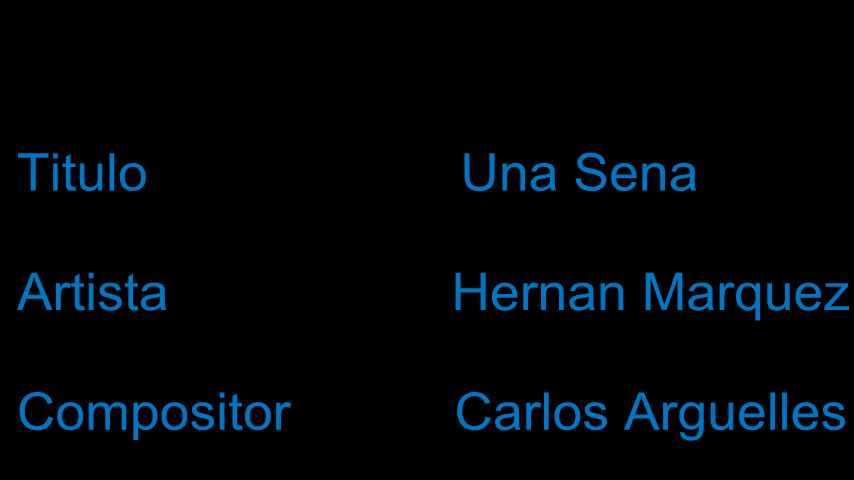 Titulo Una Sena
Artista Hernan Marquez
Compositor Carlos Arguelles